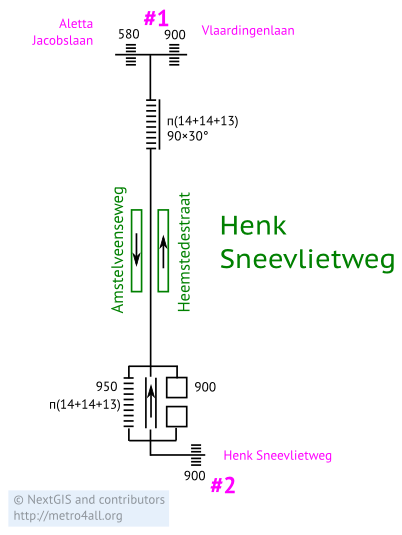 #1
Aletta
Jacobslaan
580
900
Vlaardingenlaan
п(14+14+13)
90×30°
Amstelveenseweg
Heemstedestraat
Henk
Sneevlietweg
950
п(14+14+13)
900
Henk Sneevlietweg
900
#2
© NextGIS and contributors
http://metro4all.org